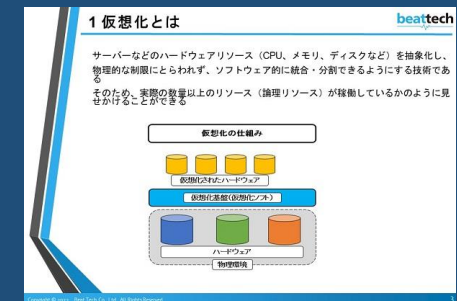 1 仮想化とは
beattech
サーバーなどのハードウェアリソース（CPU、メモリ、ディスクなど）を抽象化し、
物理的な制限にとらわれず、ソフトウェア的に統合・分割できるようにする技術であ
る
そのため、実際の数量以上のリソース（論理リソース）が稼働しているかのように見
せかけることができる
仮想化の仕組み
仮想化されたハードウェア
仮想化基盤(仮想化ソフト)
ハードウェア
物理環境
Beat Tech Co., Ltd. All Rights Reserved
3